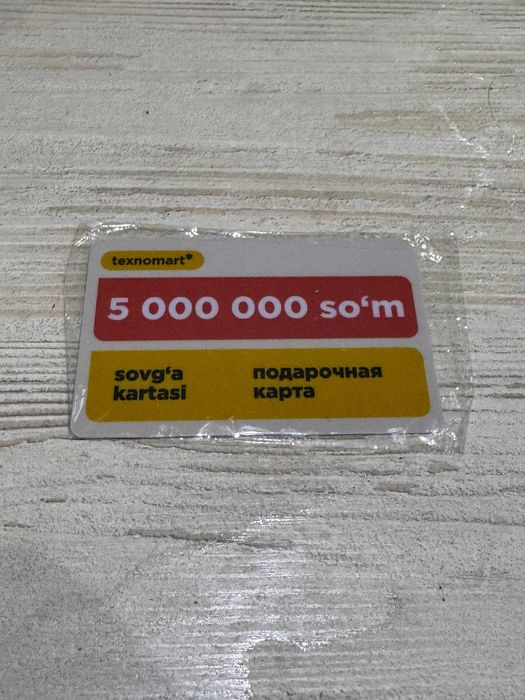 texnomart*
5 000 000 so‘m
sovg‘a
kartasi
подарочная
карта